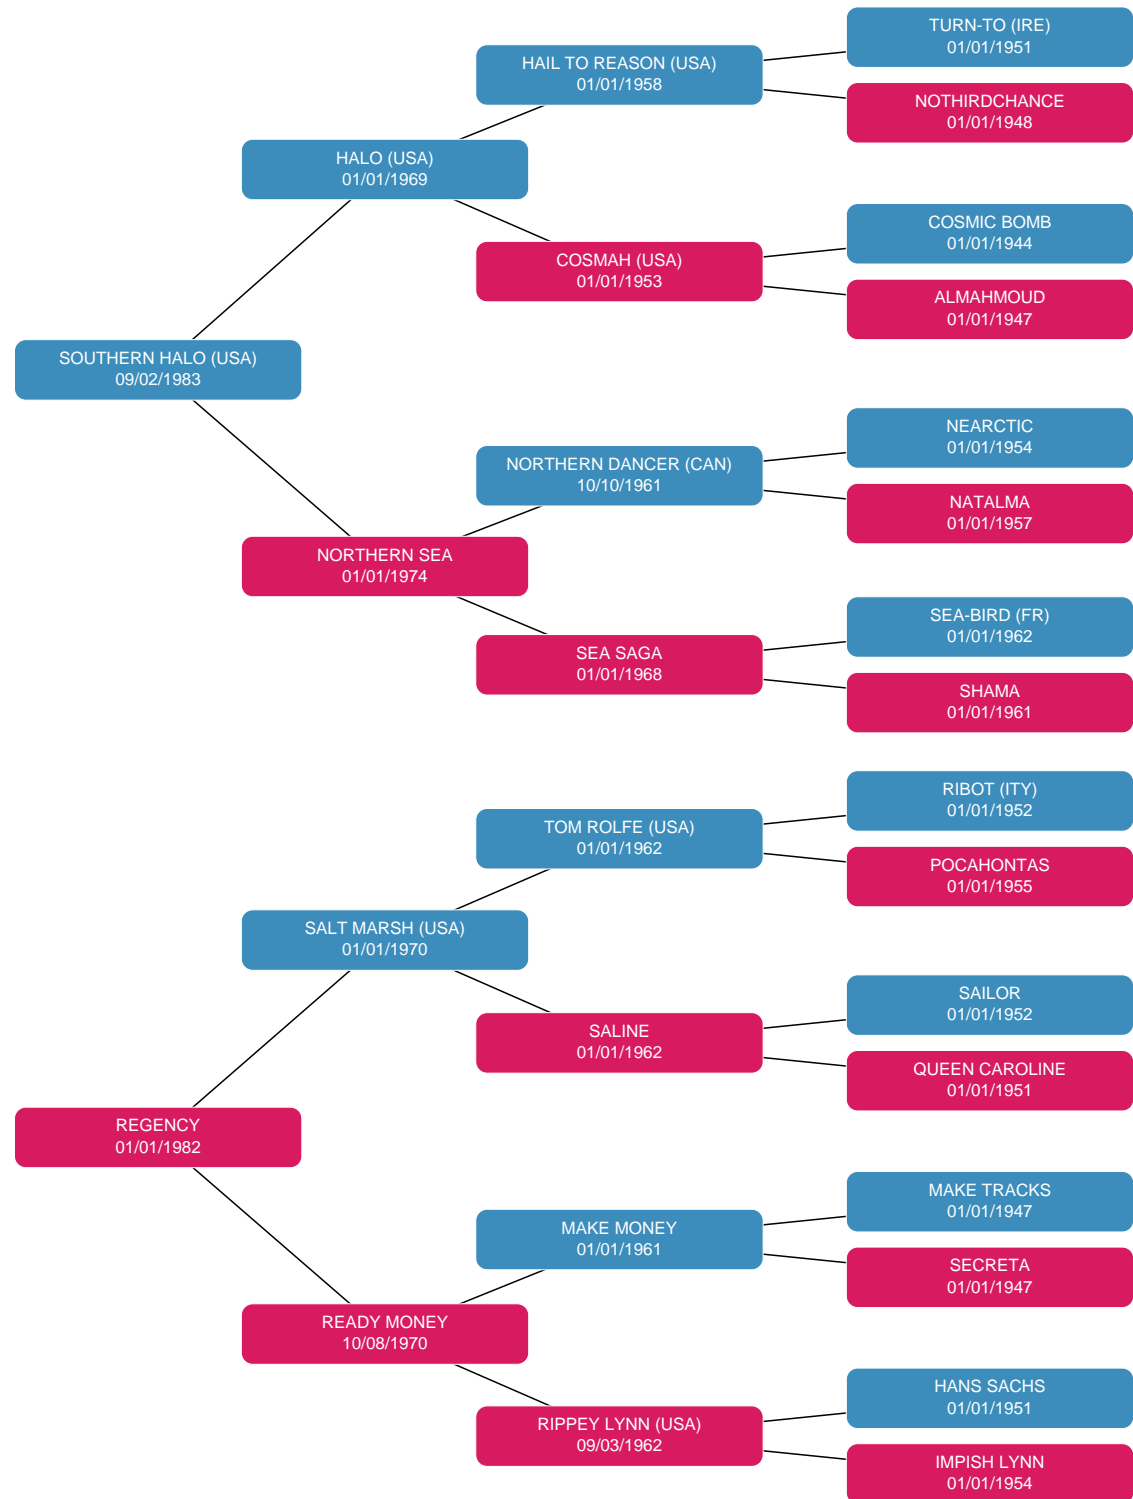 TURN-TO (IRE)
01/01/1951
HAIL TO REASON (USA)
01/01/1958
NOTHIRDCHANCE
01/01/1948
HALO (USA)
01/01/1969
COSMIC BOMB
01/01/1944
COSMAH (USA)
01/01/1953
ALMAHMOUD
01/01/1947
SOUTHERN HALO (USA)
09/02/1983
NEARCTIC
01/01/1954
NORTHERN DANCER (CAN)
10/10/1961
NATALMA
01/01/1957
NORTHERN SEA
01/01/1974
SEA-BIRD (FR)
01/01/1962
SEA SAGA
01/01/1968
SHAMA
01/01/1961
RIBOT (ITY)
01/01/1952
TOM ROLFE (USA)
01/01/1962
POCAHONTAS
01/01/1955
SALT MARSH (USA)
01/01/1970
SAILOR
01/01/1952
SALINE
01/01/1962
QUEEN CAROLINE
01/01/1951
REGENCY
01/01/1982
MAKE TRACKS
01/01/1947
MAKE MONEY
01/01/1961
SECRETA
01/01/1947
READY MONEY
10/08/1970
HANS SACHS
01/01/1951
RIPPEY LYNN (USA)
09/03/1962
IMPISH LYNN
01/01/1954